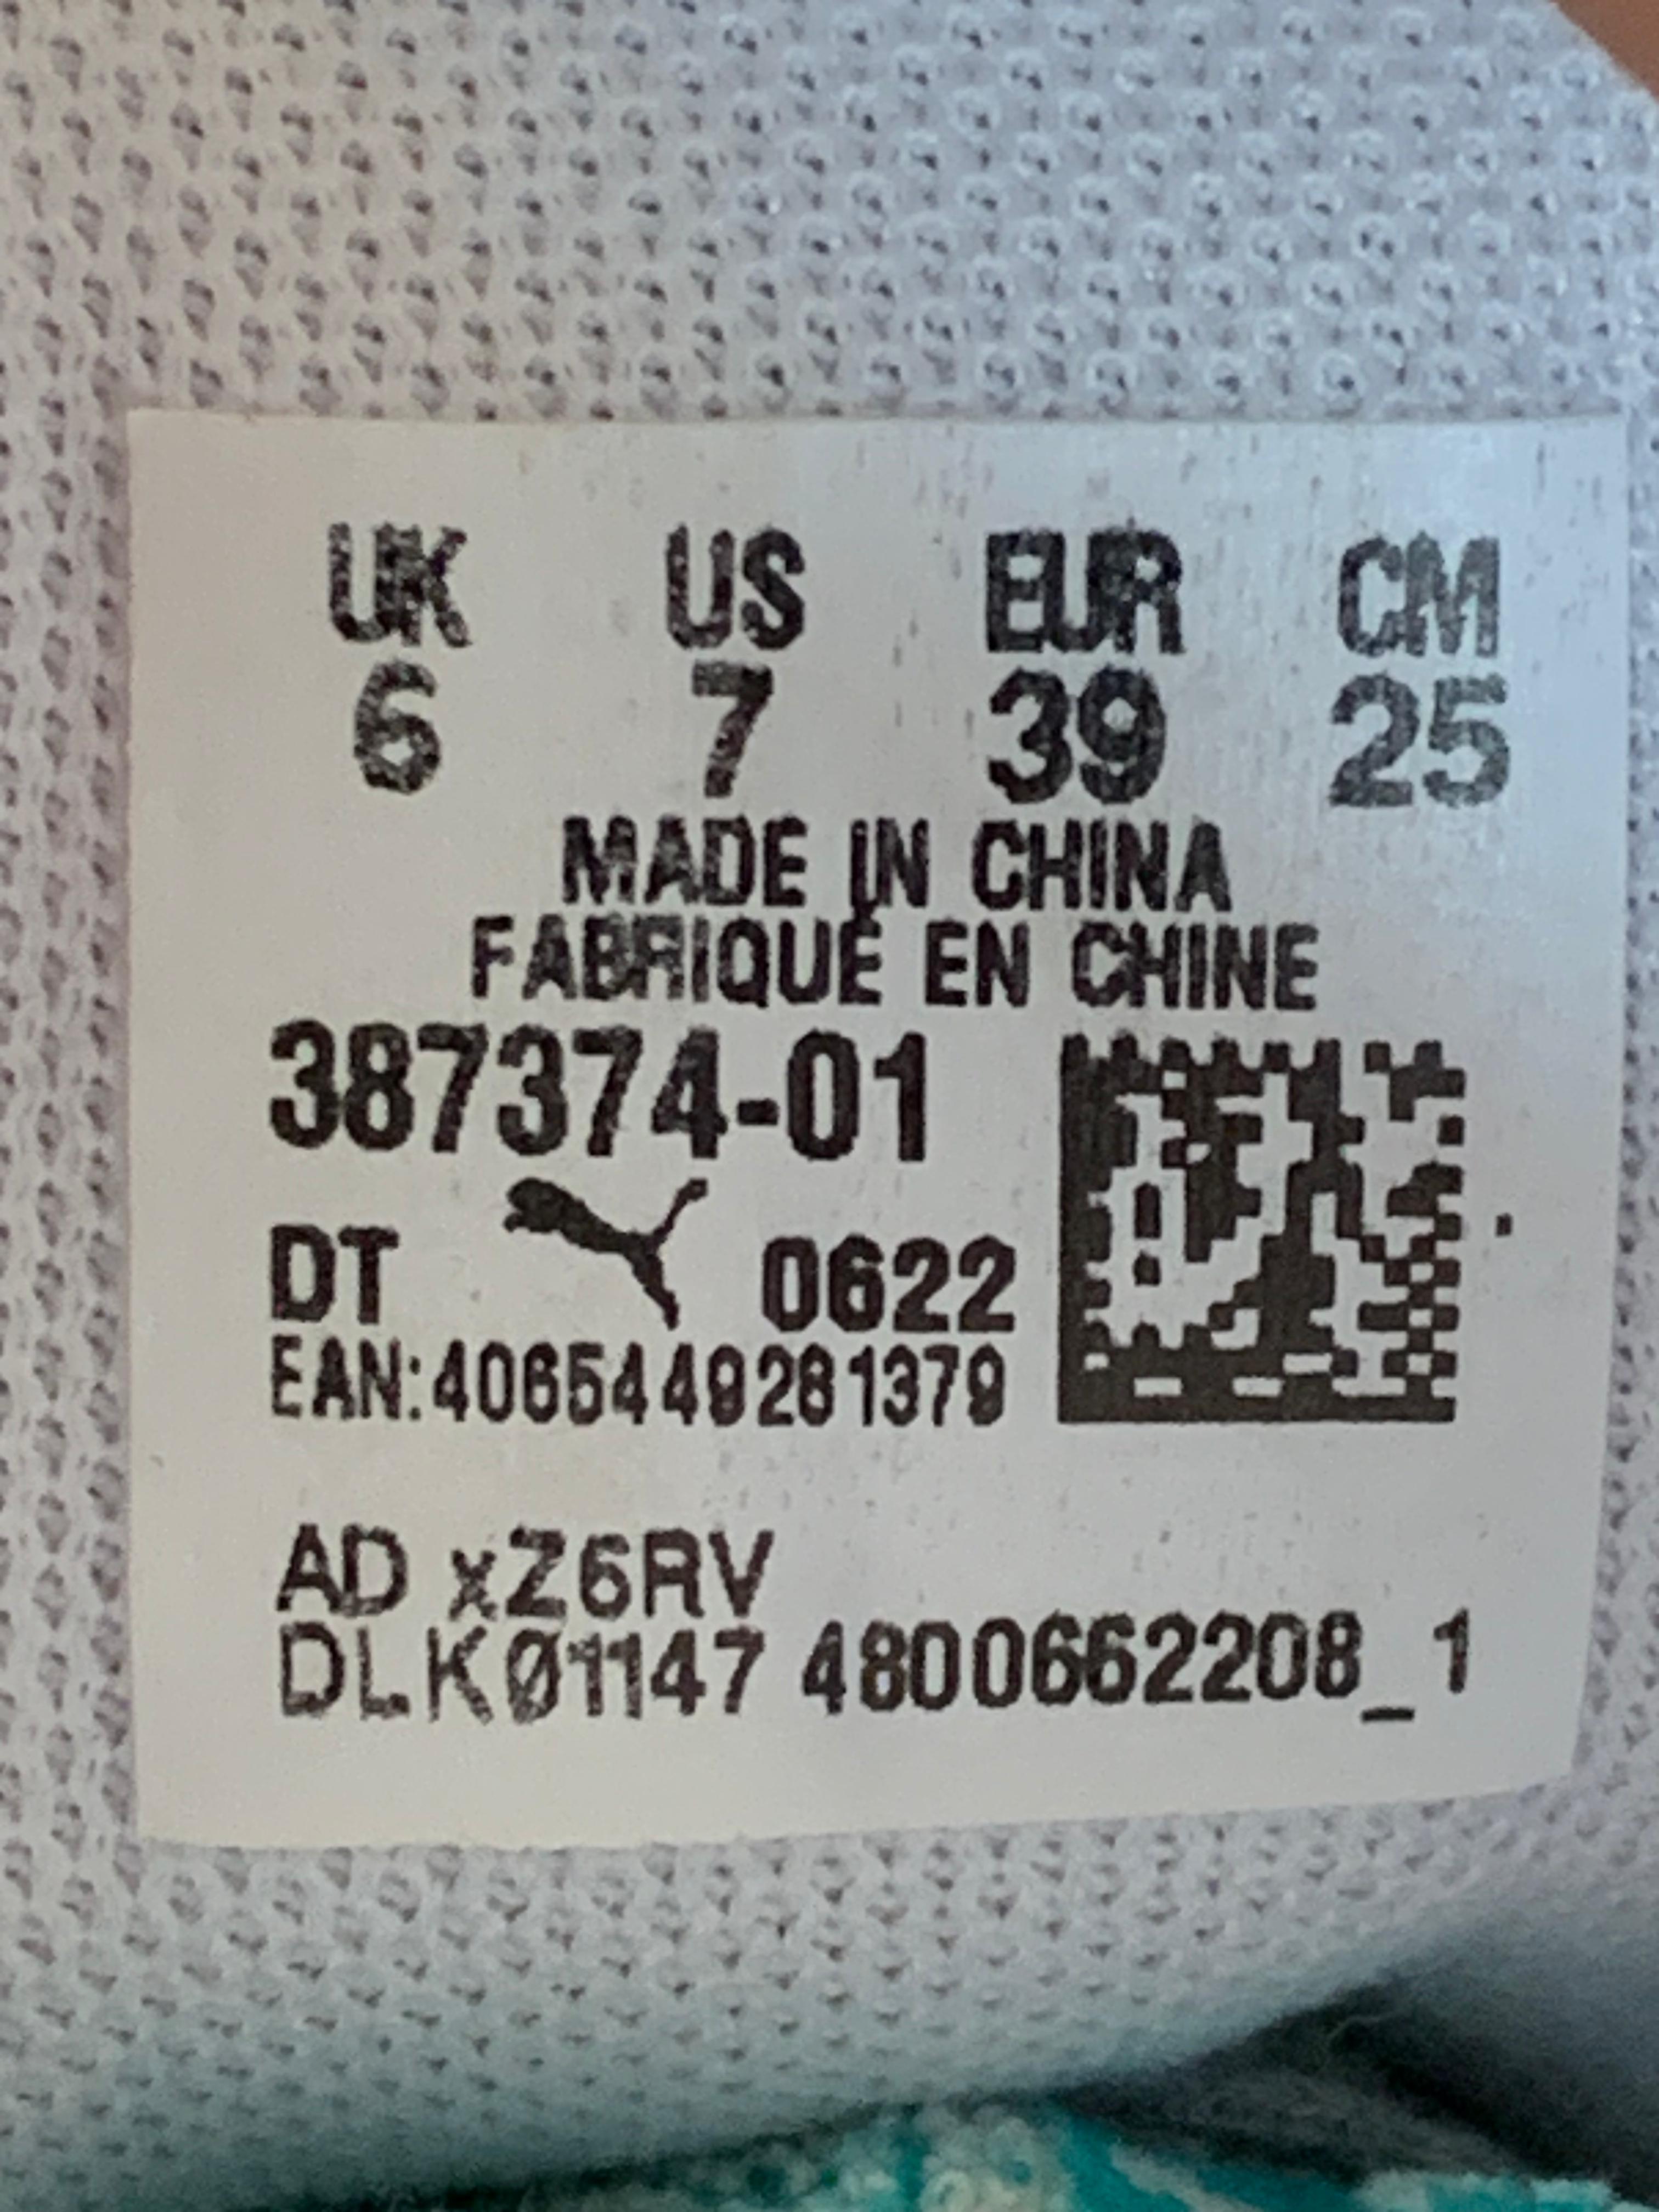 UK US EUR CM
6 7 39 25
MADE IN CHINA
FABRIQUÉ EN CHINE
387374-01
DT 0622
EAN:4065449281379
AD xZ6RV
DLK01147 4800662208_1